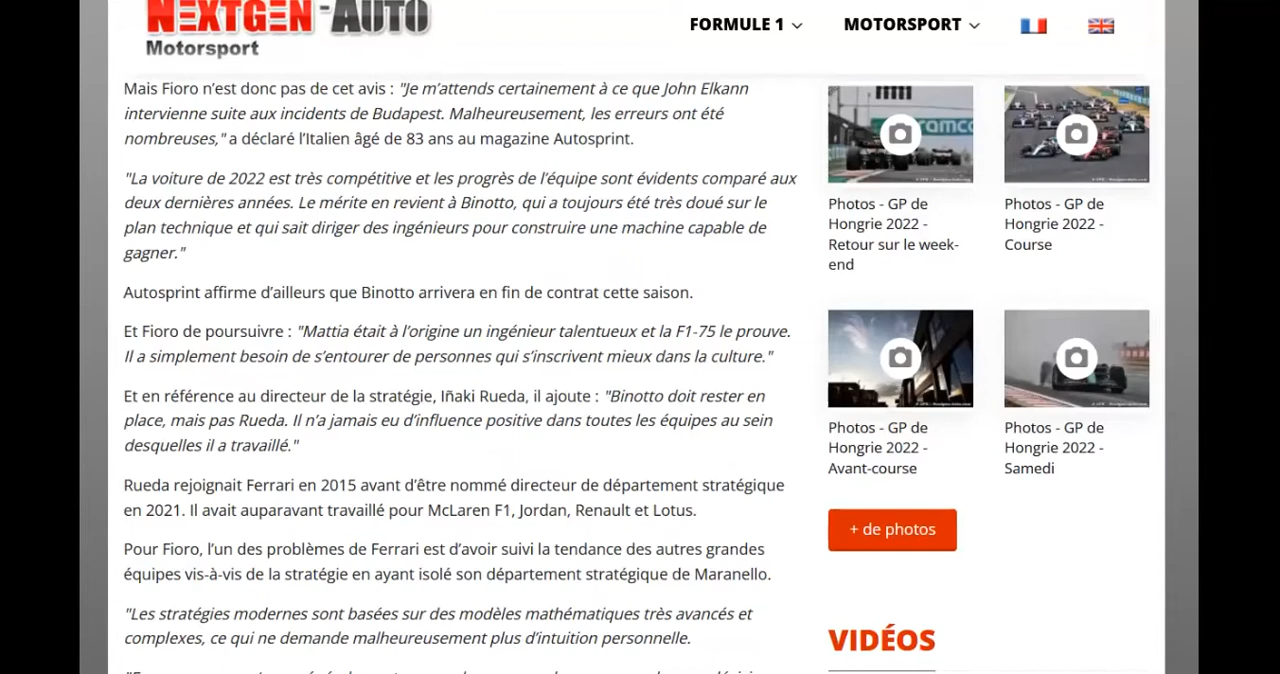 NEXTGEN-AUTO
Motorsport
FORMULE 1
MOTORSPORT
Mais Fioro n'est donc pas de cet avis : "Je m'attends certainement à ce que John Elkann
intervienne suite aux incidents de Budapest. Malheureusement, les erreurs ont été
nombreuses," a déclaré l'Italien âgé de 83 ans au magazine Autosprint.
"La voiture de 2022 est très compétitive et les progrès de l'équipe sont évidents comparé aux
deux dernières années. Le mérite en revient à Binotto, qui a toujours été très doué sur le
plan technique et qui sait diriger des ingénieurs pour construire une machine capable de
gagner."
Autosprint affirme d'ailleurs que Binotto arrivera en fin de contrat cette saison.
Et Fioro de poursuivre : "Mattia était à l'origine un ingénieur talentueux et la F1-75 le prouve.
Il a simplement besoin de s'entourer de personnes qui s'inscrivent mieux dans la culture."
Et en référence au directeur de la stratégie, Iñaki Rueda, il ajoute : "Binotto doit rester en
place, mais pas Rueda. Il n'a jamais eu d'influence positive dans toutes les équipes au sein
desquelles il a travaillé."
Rueda rejoignait Ferrari en 2015 avant d'être nommé directeur de département stratégique
en 2021. Il avait auparavant travaillé pour McLaren F1, Jordan, Renault et Lotus.
Pour Fioro, l'un des problèmes de Ferrari est d'avoir suivi la tendance des autres grandes
équipes vis-à-vis de la stratégie en ayant isolé son département stratégique de Maranello.
"Les stratégies modernes sont basées sur des modèles mathématiques très avancés et
complexes, ce qui ne demande malheureusement plus d'intuition personnelle.
aramco
Photos - GP de
Hongrie 2022 -
Retour sur le week-
end
Photos - GP de
Hongrie 2022 -
Course
Photos - GP de
Hongrie 2022 -
Avant-course
Photos - GP de
Hongrie 2022 -
Samedi
+ de photos
VIDÉOS